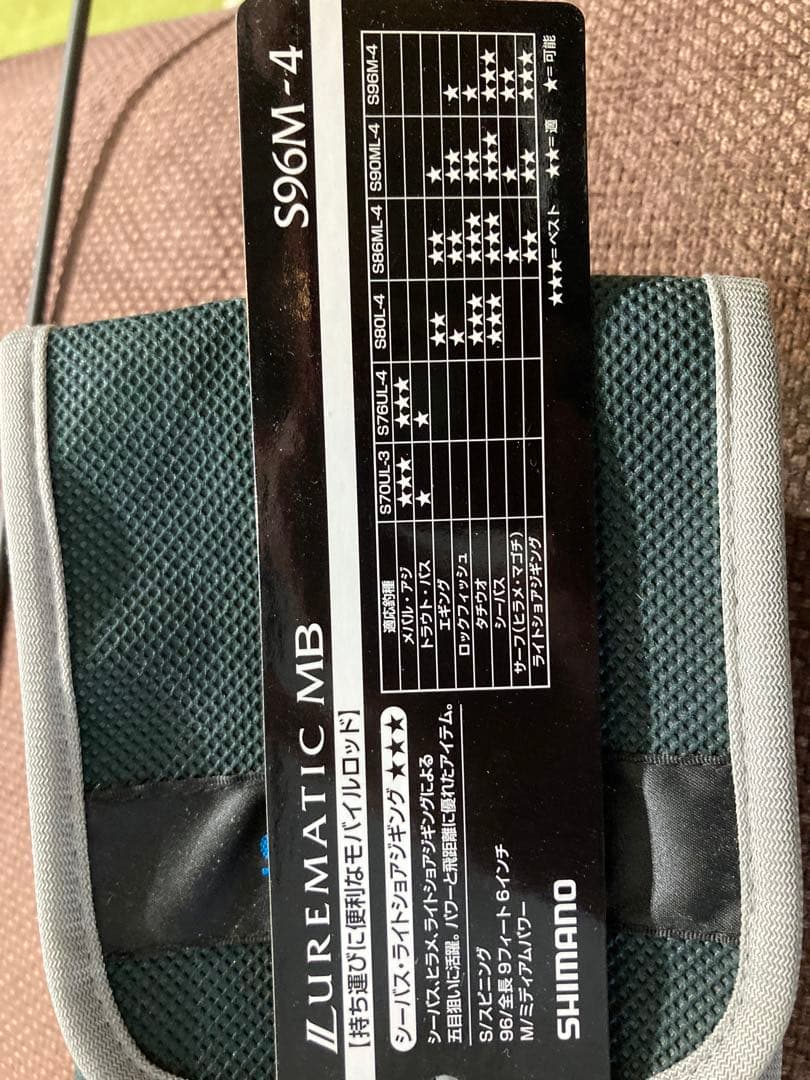 LUREMATIC MB S96M-4
【持ち運びに便利なモバイルロッド】
シーバス・ライトショアジギング ★★★
シーバス、ヒラメ、ライトショアジギングによる
五目狙いに活躍。パワーと飛距離に優れたアイテム。
S/スピニング
96/全長9フィート6インチ
M/ミディアムパワー
SHIMANO
適応釣種 S70UL-3 S76UL-4 S80L-4 S86ML-4 S90ML-4 S96M-4
メバル・アジ ★★★ ★★★
トラウト・バス ★ ★
エギング ★★ ★★ ★
ロックフィッシュ ★ ★★ ★★ ★
タチウオ ★★★ ★★★ ★★ ★
シーバス ★★★ ★★★ ★★★ ★★★
サーフ(ヒラメ・マゴチ) ★ ★ ★★
ライトショアジギング ★★ ★★ ★★★
★★★=ベスト ★★=適 ★=可能